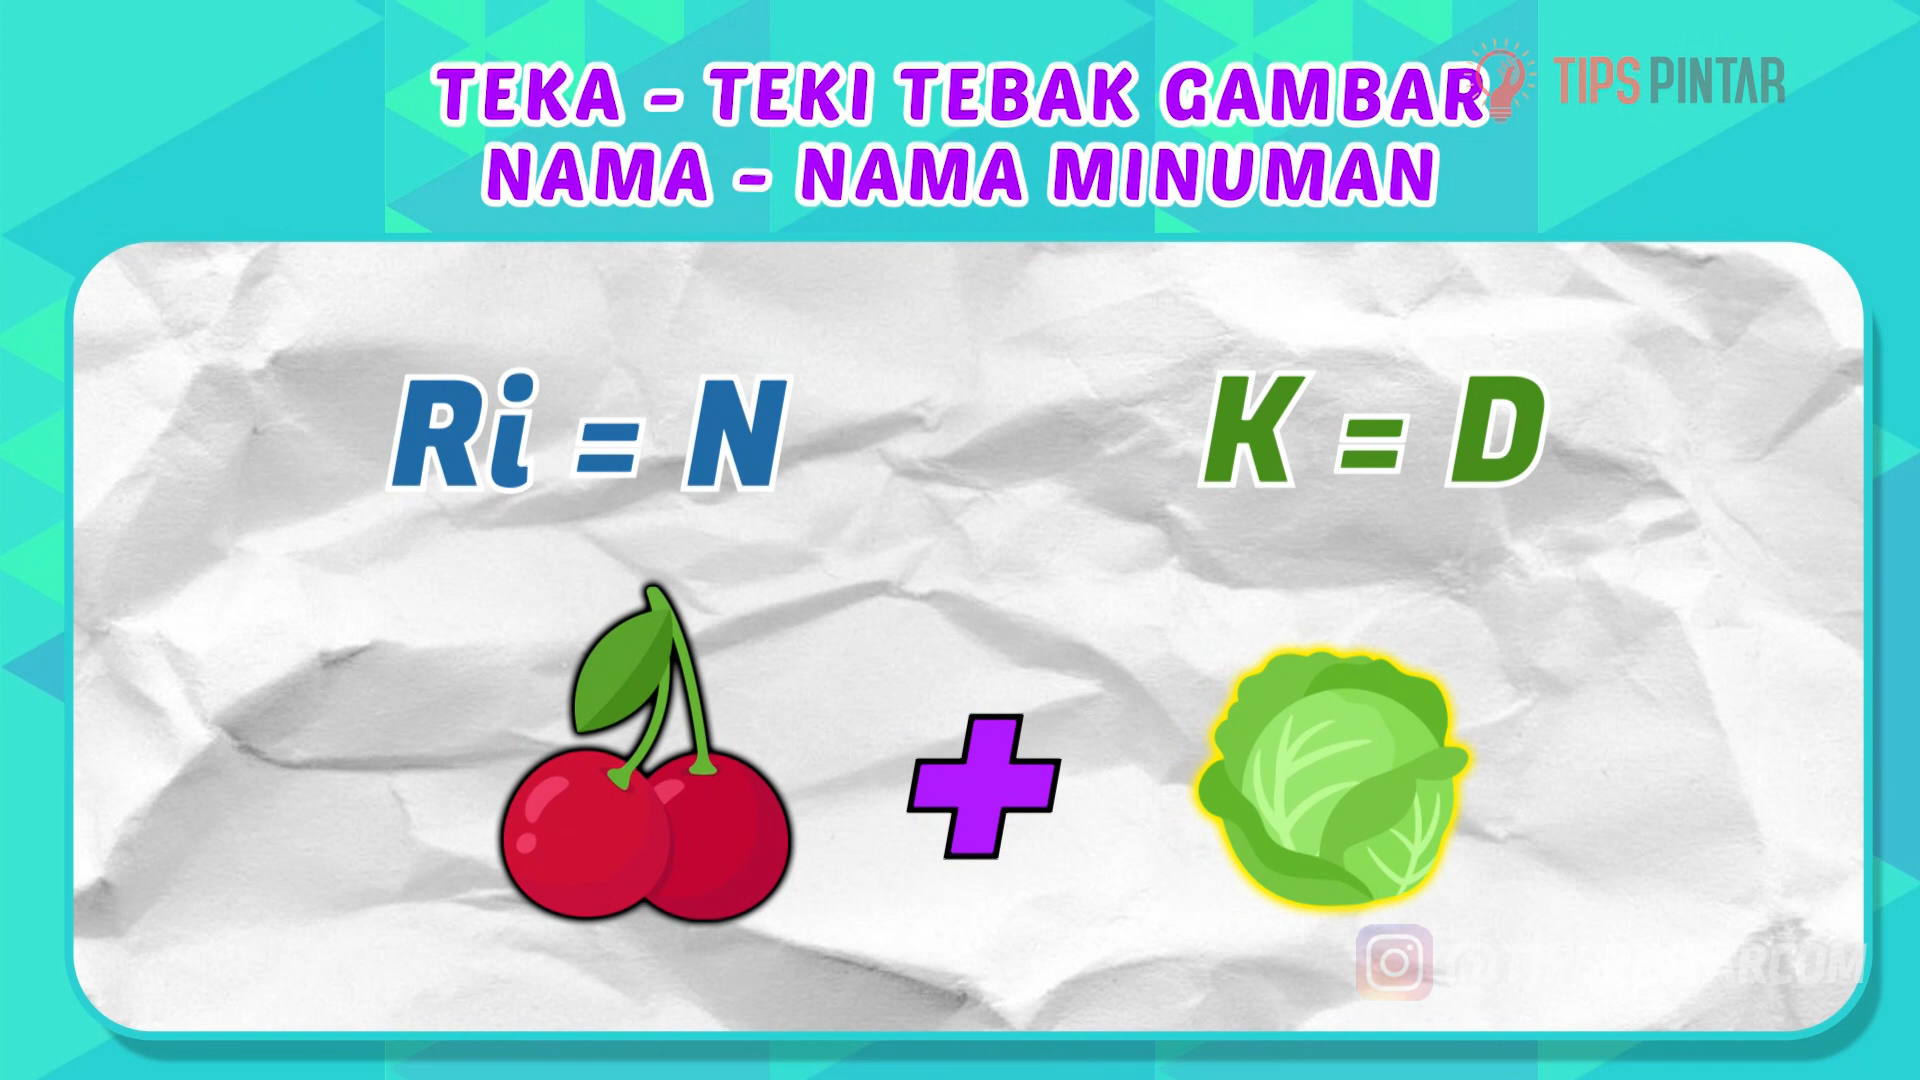 TEKA - TEKI TEBAK GAMBAR
TIPS PINTAR
NAMA - NAMA MINUMAN
Ri = N
K = D